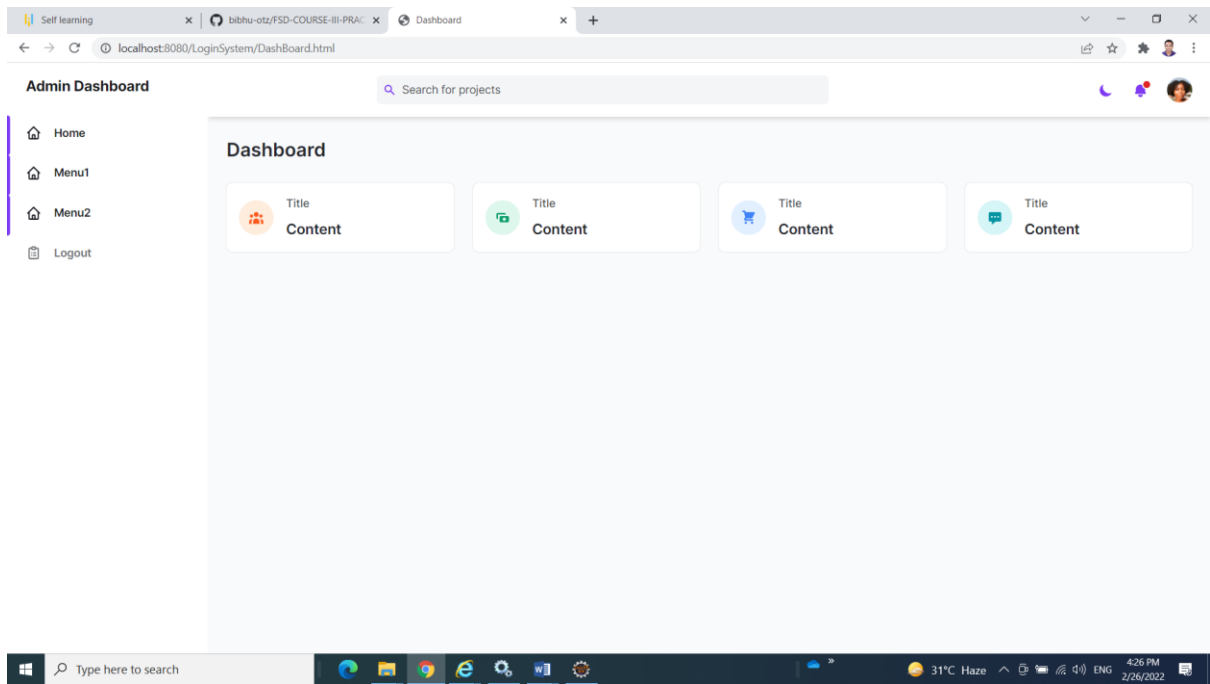 Self learning
bibhu-otz/FSD-COURSE-III-PRAC
Dashboard
localhost:8080/LoginSystem/DashBoard.html
Admin Dashboard
Search for projects
Home
Menu1
Menu2
Logout
Dashboard
Title
Content
Title
Content
Title
Content
Title
Content
Type here to search
31°C Haze
ENG
4:26 PM
2/26/2022